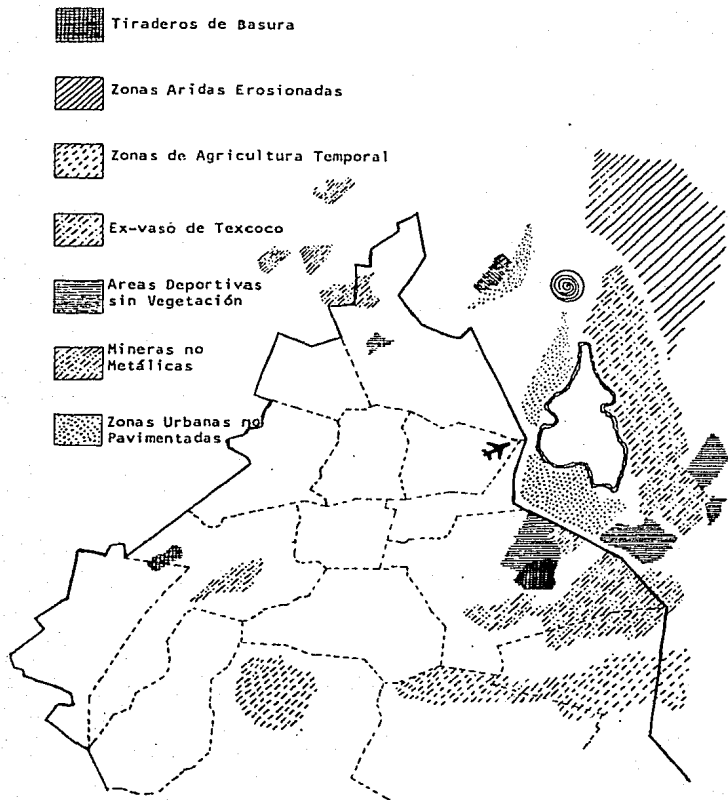 Tiraderos de Basura
Zonas Aridas Erosionadas
Zonas de Agricultura Temporal
Ex-vaso de Texcoco
Areas Deportivas
sin Vegetación
Mineras no
Metálicas
Zonas Urbanas no
Pavimentadas